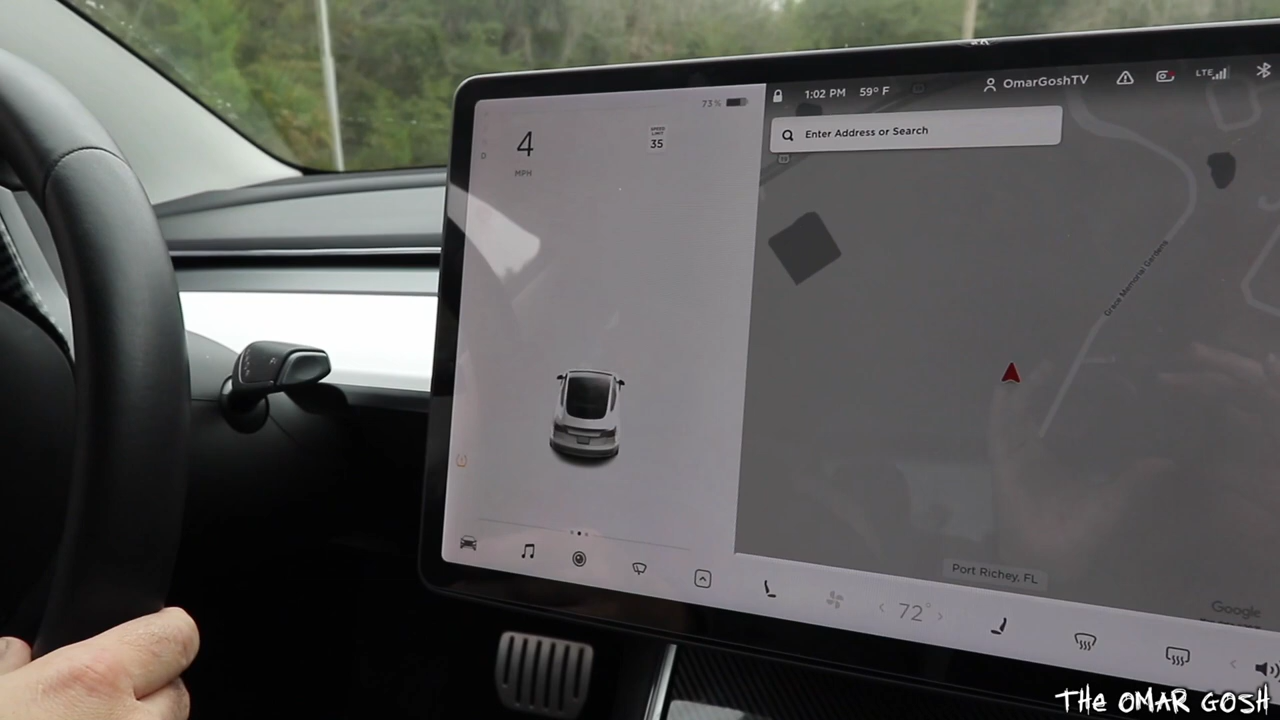 73%
1:02 PM 59° F
OmarGoshTV
LTE
4
MPH
D
SPEED
LIMIT
35
Enter Address or Search
Grace Memorial Gardens
Port Richey, FL
Google
72°
THE OMAR GOSH